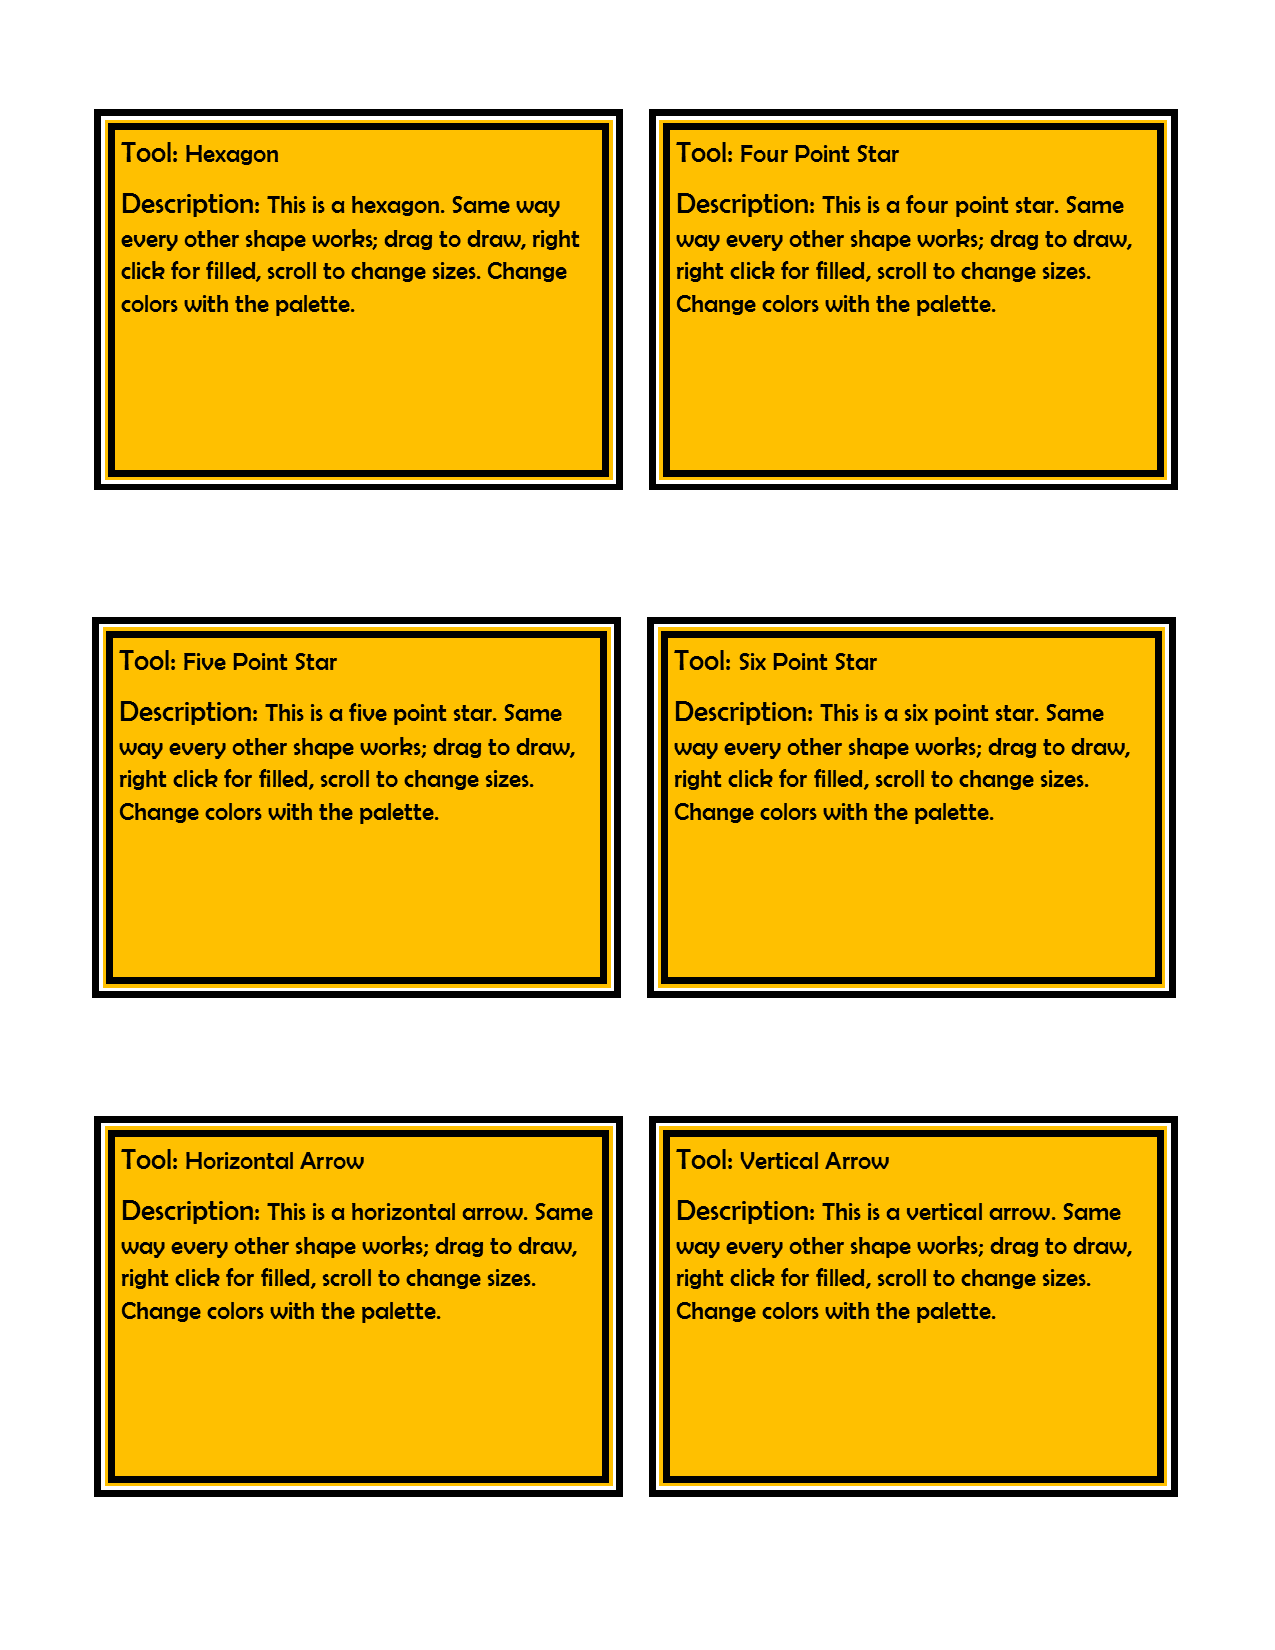 Tool: Hexagon
Description: This is a hexagon. Same way
every other shape works; drag to draw, right
click for filled, scroll to change sizes. Change
colors with the palette.
Tool: Four Point Star
Description: This is a four point star. Same
way every other shape works; drag to draw,
right click for filled, scroll to change sizes.
Change colors with the palette.
Tool: Five Point Star
Description: This is a five point star. Same
way every other shape works; drag to draw,
right click for filled, scroll to change sizes.
Change colors with the palette.
Tool: Six Point Star
Description: This is a six point star. Same
way every other shape works; drag to draw,
right click for filled, scroll to change sizes.
Change colors with the palette.
Tool: Horizontal Arrow
Description: This is a horizontal arrow. Same
way every other shape works; drag to draw,
right click for filled, scroll to change sizes.
Change colors with the palette.
Tool: Vertical Arrow
Description: This is a vertical arrow. Same
way every other shape works; drag to draw,
right click for filled, scroll to change sizes.
Change colors with the palette.